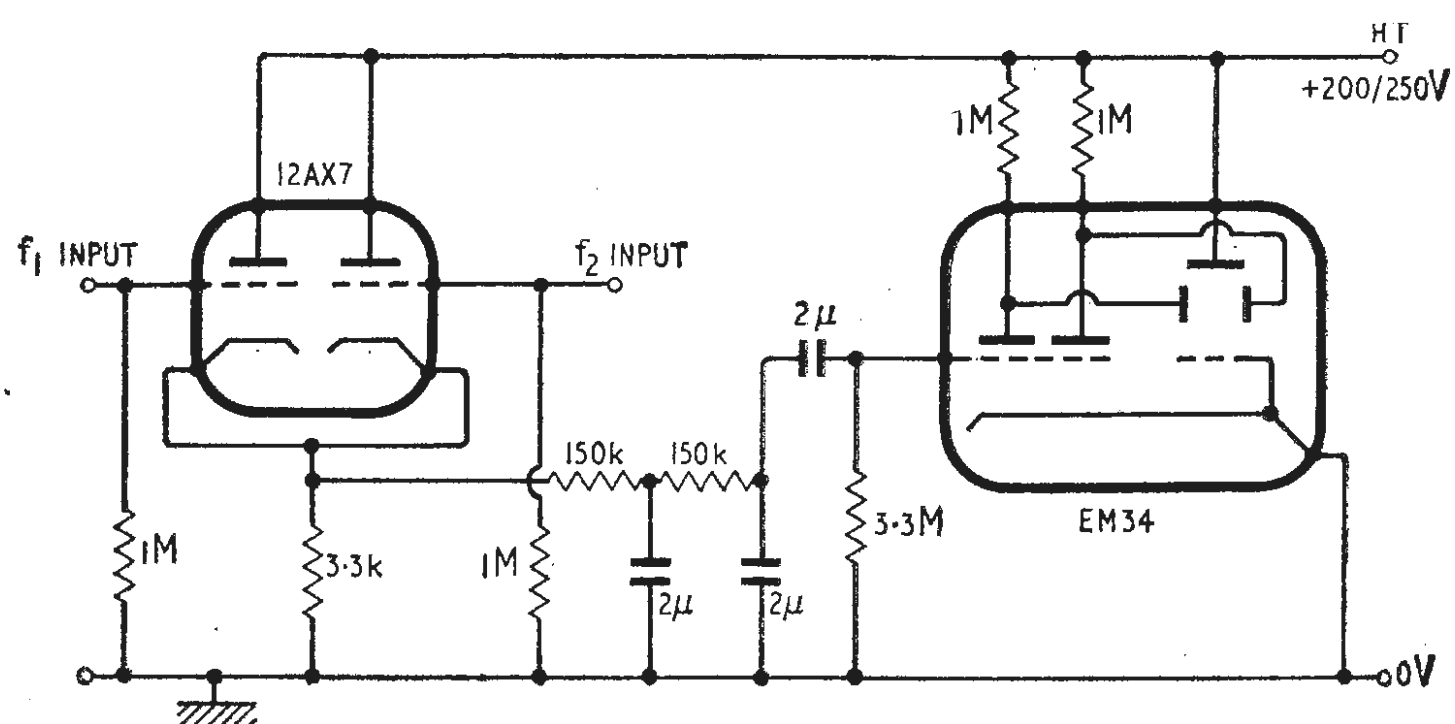 HT
+200/250V
1M
1M
12AX7
f1 INPUT
f2 INPUT
2μ
150k
150k
1M
3·3k
1M
2μ
2μ
3·3M
EM34
0V